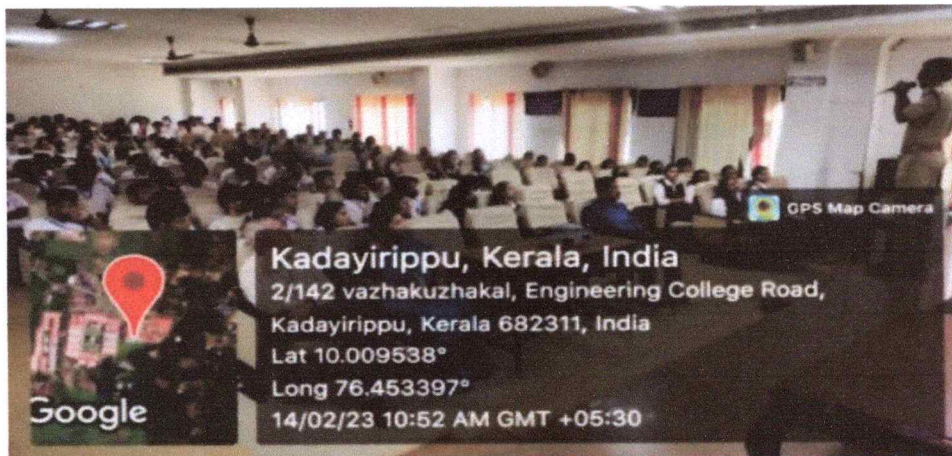 GPS Map Camera
Kadayirippu, Kerala, India
2/142 vazhakuzhakal, Engineering College Road,
Kadayirippu, Kerala 682311, India
Lat 10.009538°
Long 76.453397°
14/02/23 10:52 AM GMT +05:30
Google